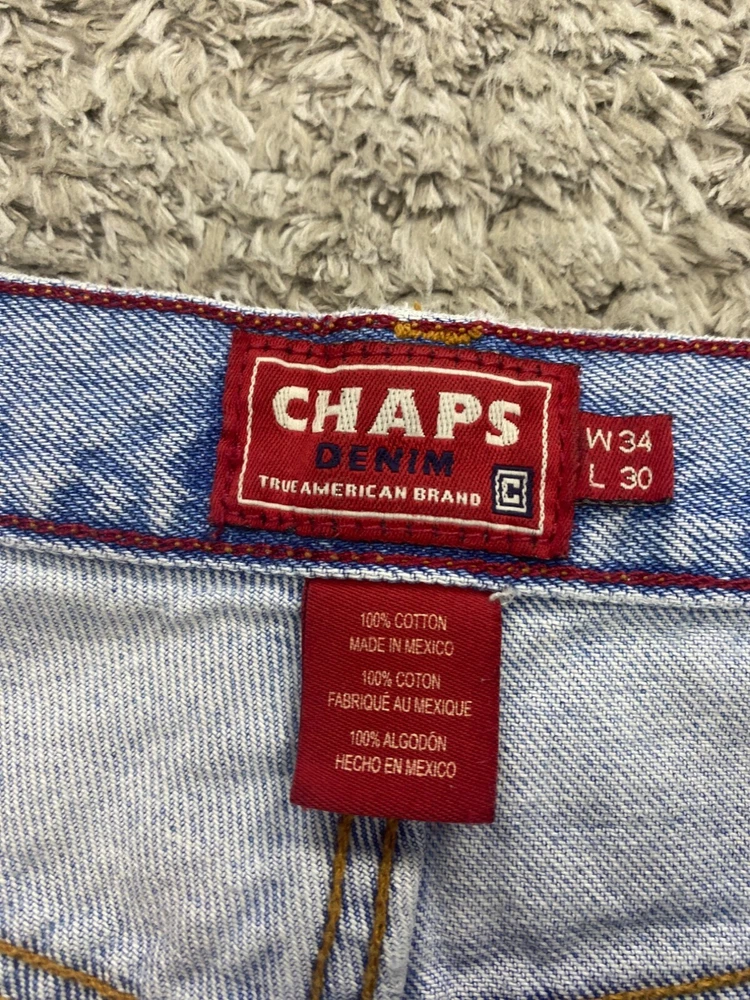 CHAPS
DENIM
TRUE AMERICAN BRAND C
W 34
L 30
100% COTTON
MADE IN MEXICO
100% COTON
FABRIQUÉ AU MEXIQUE
100% ALGODÓN
HECHO EN MEXICO